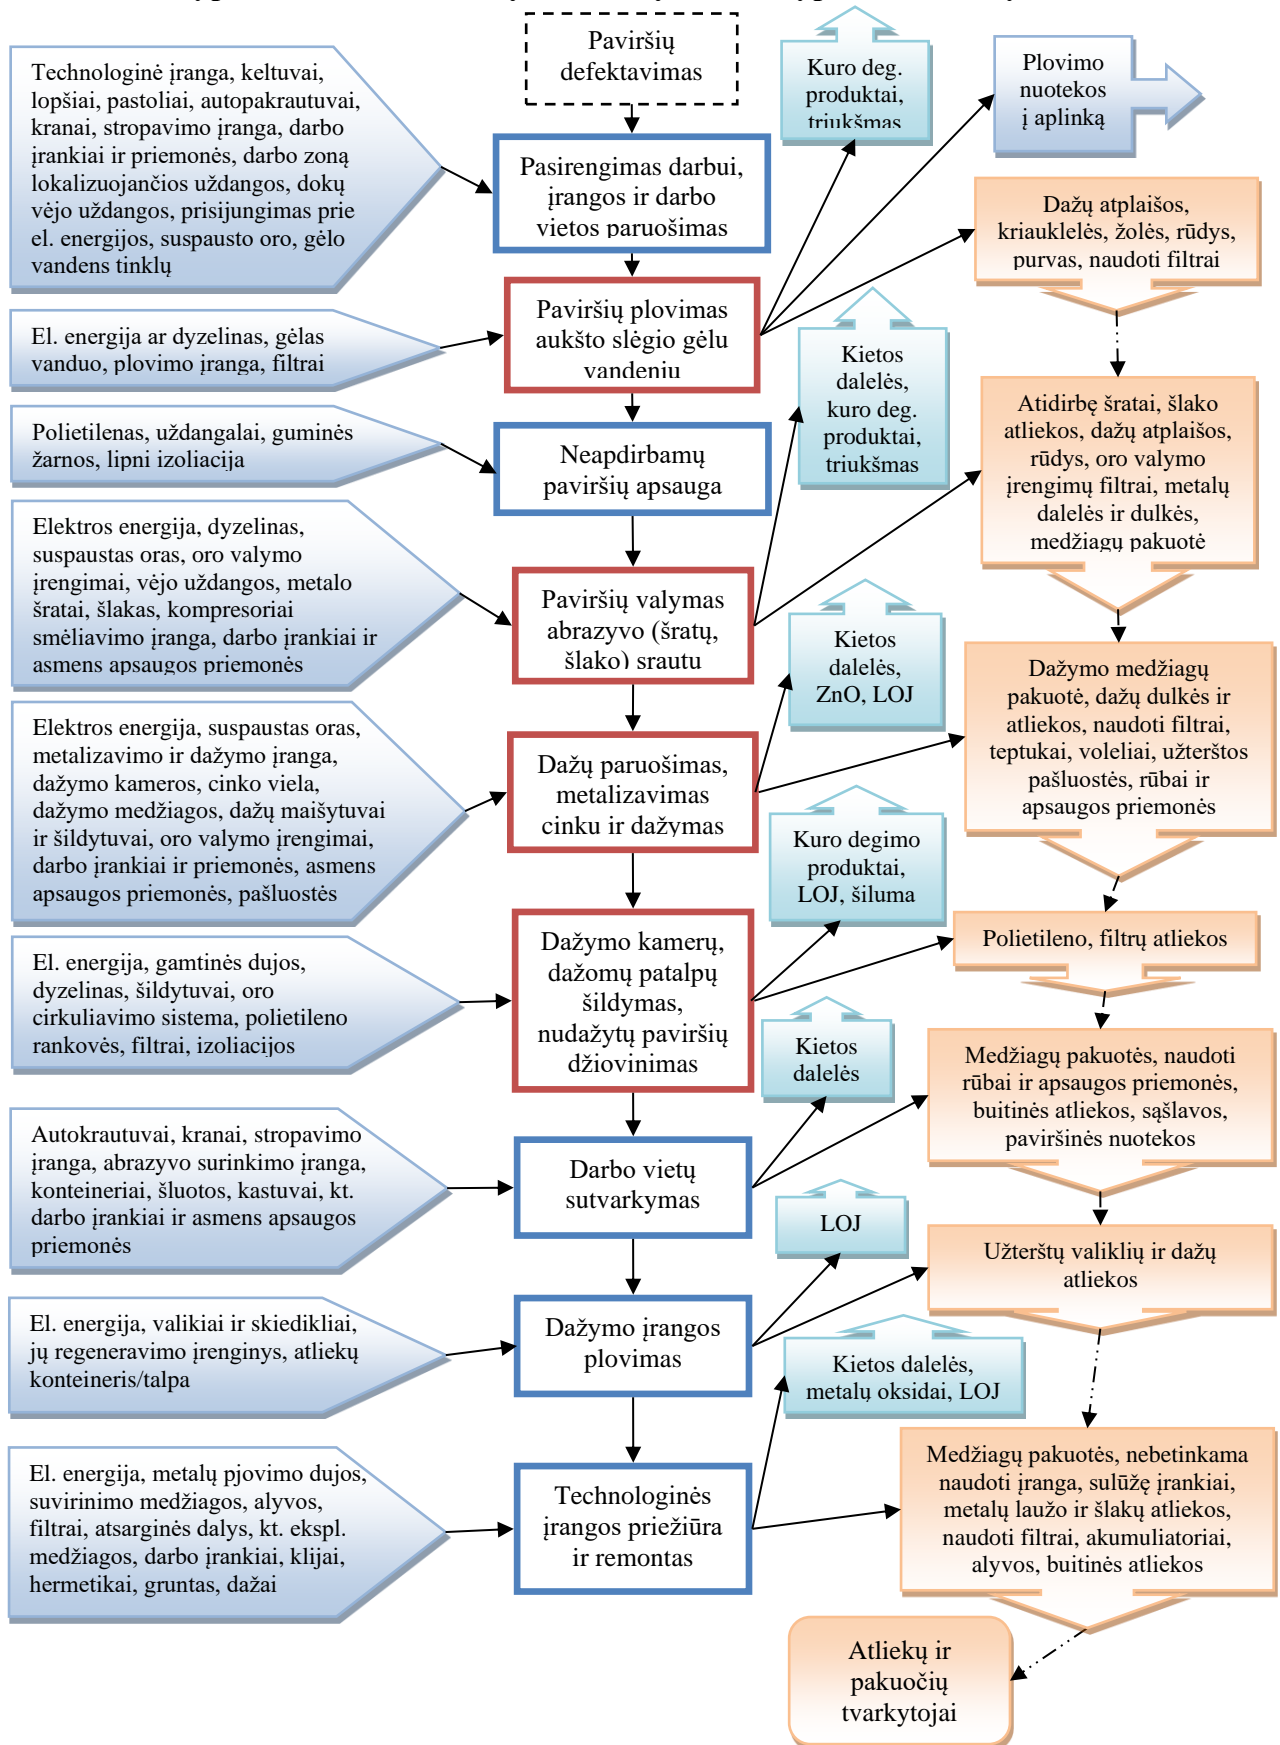 Paviršių
defektavimas
Kuro deg.
produktai,
triukšmas
Plovimo
nuotekos
į aplinką
Technologinė įranga, keltuvai,
lopšiai, pastoliai, autopakrautuvai,
kranai, stropavimo įranga, darbo
įrankiai ir priemonės, darbo zoną
lokalizuojančios uždangos, dokų
vėjo uždangos, prisijungimas prie
el. energijos, suspausto oro, gėlo
vandens tinklų
Pasirengimas darbui,
įrangos ir darbo
vietos paruošimas
Dažų atplaišos,
kriauklelės, žolės, rūdys,
purvas, naudoti filtrai
El. energija ar dyzelinas, gėlas
vanduo, plovimo įranga, filtrai
Paviršių plovimas
aukšto slėgio gėlu
vandeniu
Kietos
dalelės,
kuro deg.
produktai,
triukšmas
Atidirbę šratai, šlako
atliekos, dažų atplaišos,
rūdys, oro valymo
įrengimų filtrai, metalų
dalelės ir dulkės,
medžiagų pakuotė
Polietilenas, uždangalai, guminės
žarnos, lipni izoliacija
Neapdirbamų
paviršių apsauga
Elektros energija, dyzelinas,
suspaustas oras, oro valymo
įrengimai, vėjo uždangos, metalo
šratai, šlakas, kompresoriai
smėliavimo įranga, darbo įrankiai ir
asmens apsaugos priemonės
Paviršių valymas
abrazyvo (šratų,
šlako) srautu
Kietos
dalelės,
ZnO, LOJ
Dažymo medžiagų
pakuotė, dažų dulkės ir
atliekos, naudoti filtrai,
teptukai, voleliai, užterštos
pašluostės, rūbai ir
apsaugos priemonės
Elektros energija, suspaustas oras,
metalizavimo ir dažymo įranga,
dažymo kameros, cinko viela,
dažymo medžiagos, dažų maišytuvai
ir šildytuvai, oro valymo įrengimai,
darbo įrankiai ir priemonės, asmens
apsaugos priemonės, pašluostės
Dažų paruošimas,
metalizavimas
cinku ir dažymas
Kuro degimo
produktai,
LOJ, šiluma
Polietileno, filtrų atliekos
El. energija, gamtinės dujos,
dyzelinas, šildytuvai, oro
cirkuliavimo sistema, polietileno
rankovės, filtrai, izoliacijos
Dažymo kamerų,
dažomų patalpų
šildymas,
nudažytų paviršių
džiovinimas
Kietos
dalelės
Medžiagų pakuotės, naudoti
rūbai ir apsaugos priemonės,
buitinės atliekos, sąšlavos,
paviršinės nuotekos
Autokrautuvai, kranai, stropavimo
įranga, abrazyvo surinkimo įranga,
konteineriai, šluotos, kastuvai, kt.
darbo įrankiai ir asmens apsaugos
priemonės
Darbo vietų
sutvarkymas
LOJ
Užterštų valiklių ir dažų
atliekos
El. energija, valikiai ir skiedikliai,
jų regeneravimo įrenginys, atliekų
konteineris/talpa
Dažymo įrangos
plovimas
Kietos dalelės,
metalų oksidai, LOJ
Medžiagų pakuotės, nebetinkama
naudoti įranga, sulūžę įrankiai,
metalų laužo ir šlakų atliekos,
naudoti filtrai, akumuliatoriai,
alyvos, buitinės atliekos
El. energija, metalų pjovimo dujos,
suvirinimo medžiagos, alyvos,
filtrai, atsarginės dalys, kt. ekspl.
medžiagos, darbo įrankiai, klijai,
hermetikai, gruntas, dažai
Technologinės
įrangos priežiūra
ir remontas
Atliekų ir
pakuočių
tvarkytojai